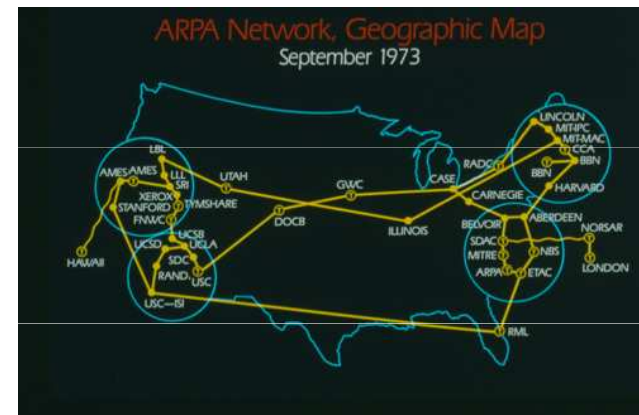 ARPA Network, Geographic Map
September 1973
LINCOLN
MIT-IPC
MIT-MAC
CCA
LBL
RADC
BBN
BBN
AMES
AMES
LLL
SRI
UTAH
GWC
CASE
XEROX
HARVARD
STANFORD
TYMSHARE
CARNEGIE
FNWC
DOCB
ILLINOIS
BELVOIR
ABERDEEN
UCSB
UCSD
UCLA
SDAC
NORSAR
HAWAII
SDC
MITRE
NBS
RAND.
USC
ARPA
ETAC
LONDON
USC—ISI
RML